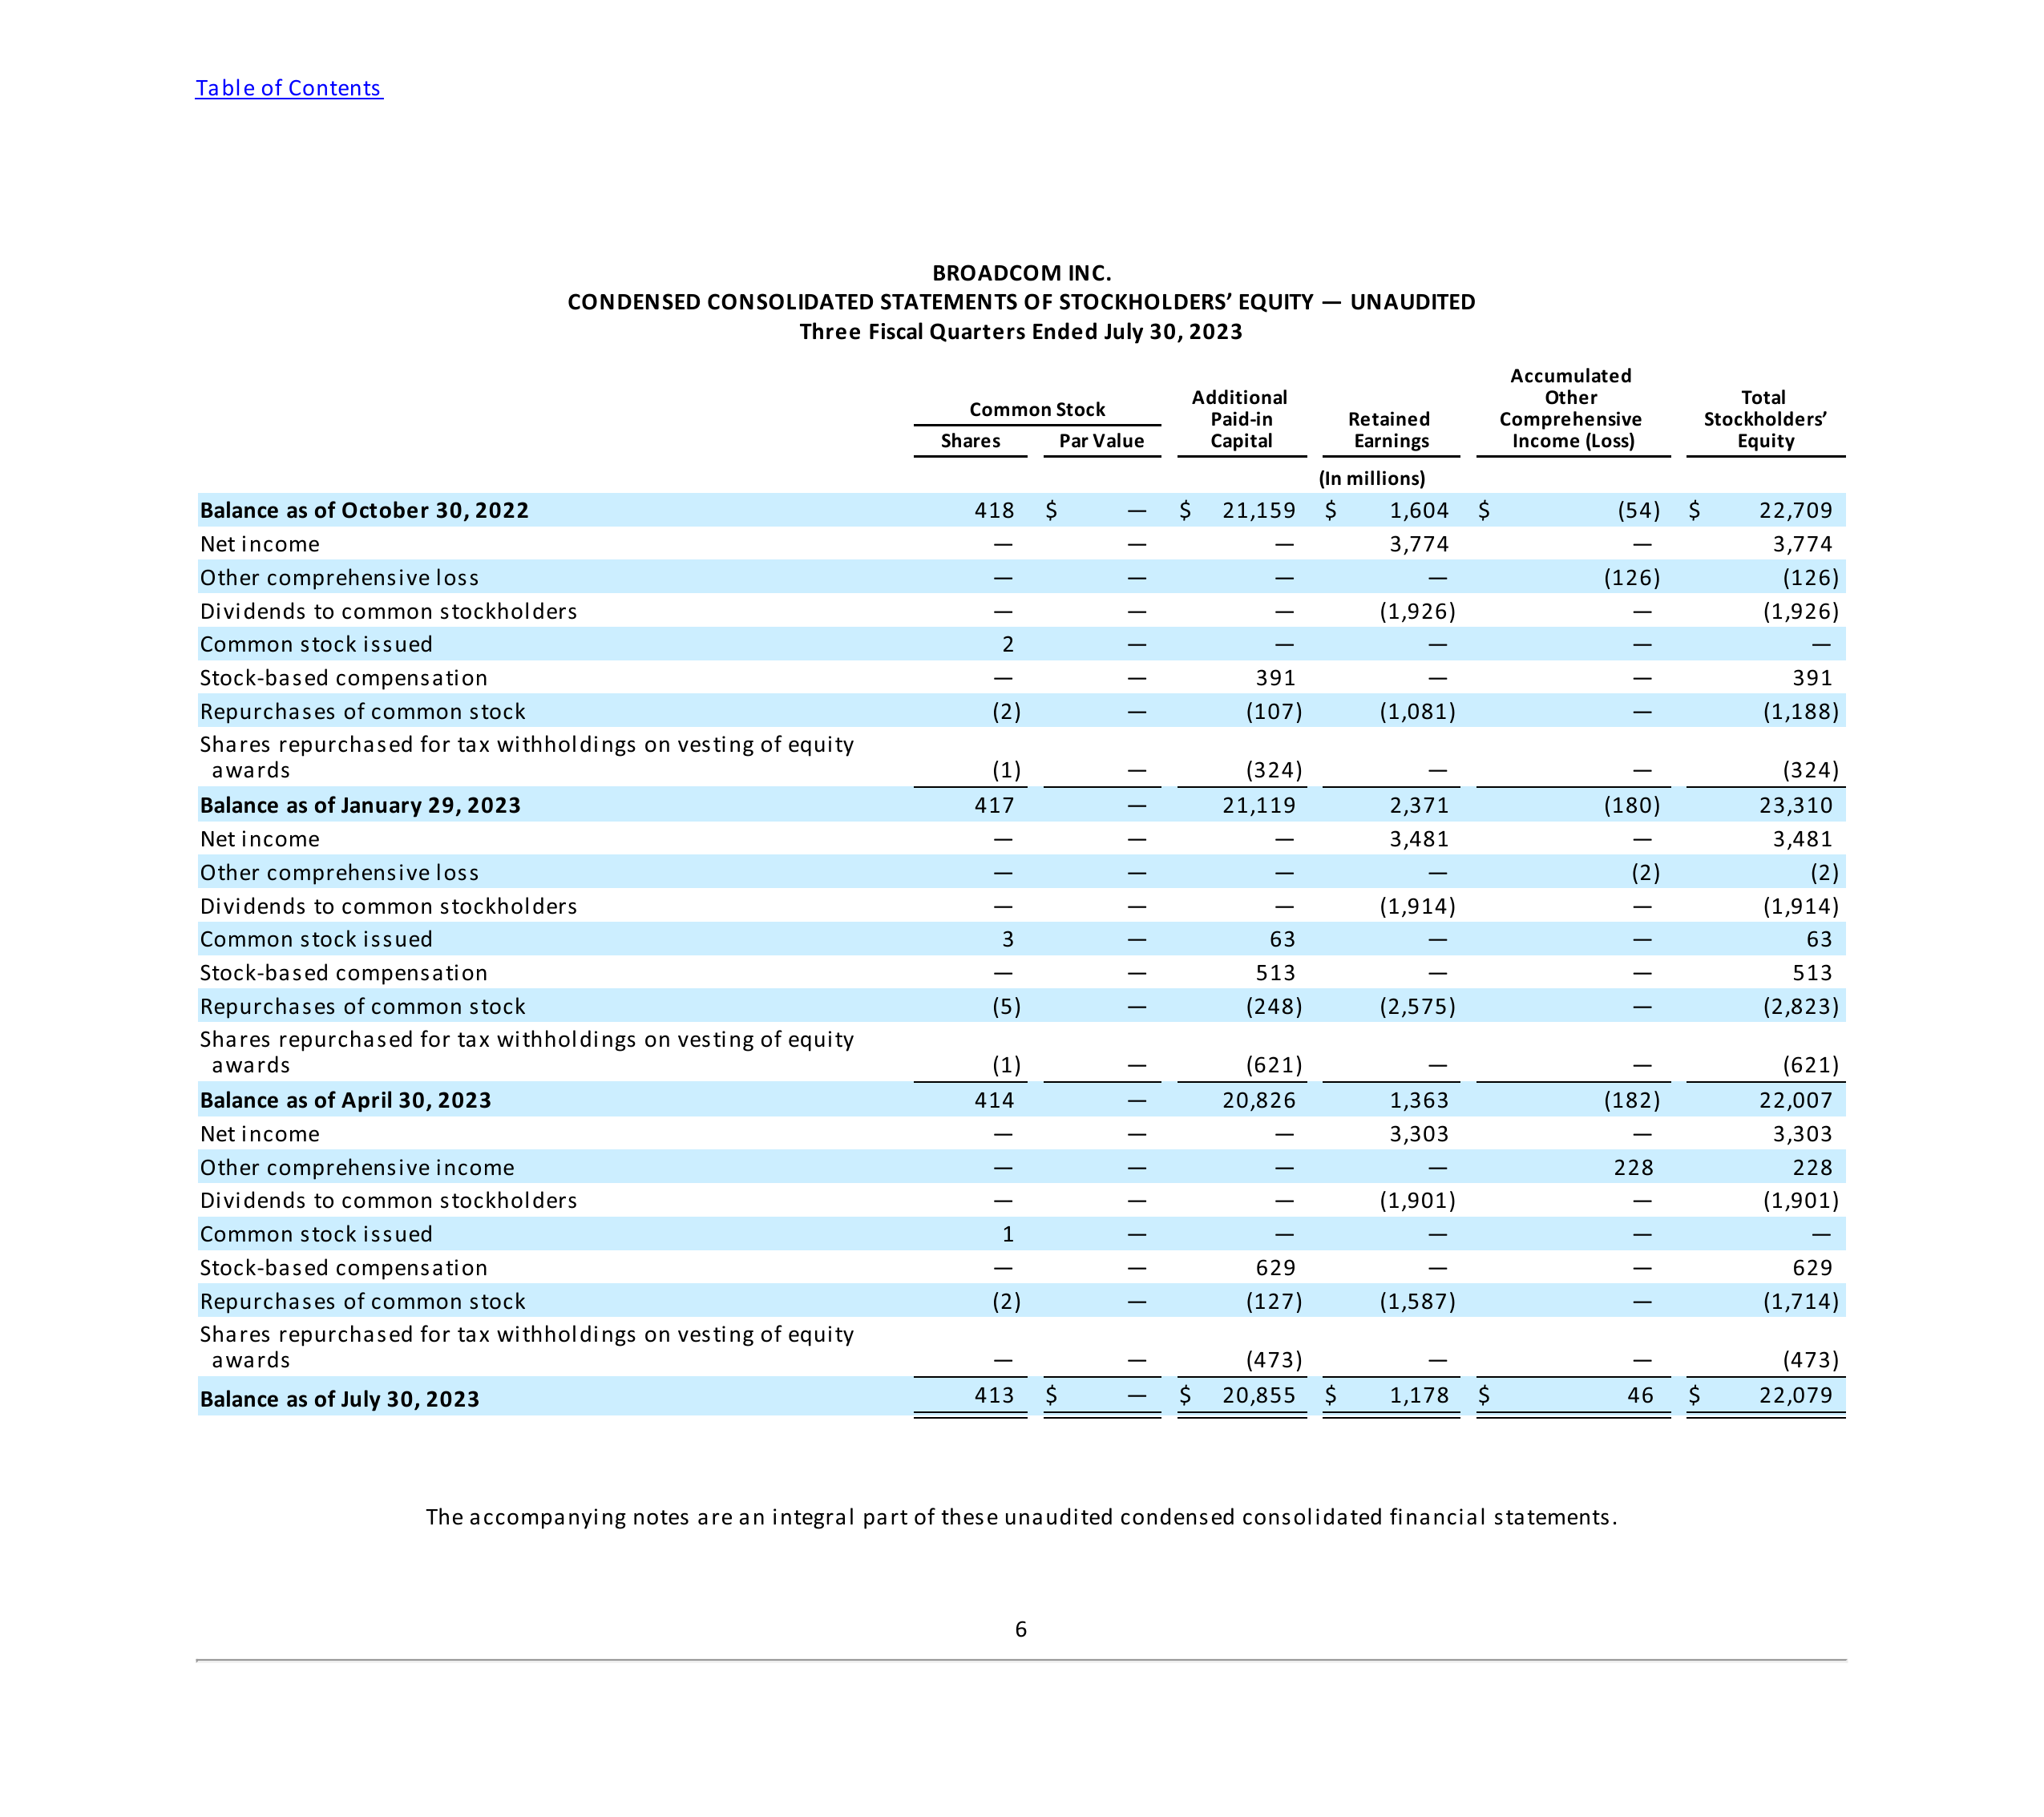 Table of Contents
BROADCOM INC.
CONDENSED CONSOLIDATED STATEMENTS OF STOCKHOLDERS’ EQUITY — UNAUDITED
Three Fiscal Quarters Ended July 30, 2023
Common Stock Additional Paid-in Capital Retained Earnings Accumulated Other Comprehensive Income (Loss) Total Stockholders’ Equity
Shares Par Value
(In millions)
Balance as of October 30, 2022 418 $ — $ 21,159 $ 1,604 $ (54) $ 22,709
Net income — — — 3,774 — 3,774
Other comprehensive loss — — — — (126) (126)
Dividends to common stockholders — — — (1,926) — (1,926)
Common stock issued 2 — — — — —
Stock-based compensation — — 391 — — 391
Repurchases of common stock (2) — (107) (1,081) — (1,188)
Shares repurchased for tax withholdings on vesting of equity
awards (1) — (324) — — (324)
Balance as of January 29, 2023 417 — 21,119 2,371 (180) 23,310
Net income — — — 3,481 — 3,481
Other comprehensive loss — — — — (2) (2)
Dividends to common stockholders — — — (1,914) — (1,914)
Common stock issued 3 — 63 — — 63
Stock-based compensation — — 513 — — 513
Repurchases of common stock (5) — (248) (2,575) — (2,823)
Shares repurchased for tax withholdings on vesting of equity
awards (1) — (621) — — (621)
Balance as of April 30, 2023 414 — 20,826 1,363 (182) 22,007
Net income — — — 3,303 — 3,303
Other comprehensive income — — — — 228 228
Dividends to common stockholders — — — (1,901) — (1,901)
Common stock issued 1 — — — — —
Stock-based compensation — — 629 — — 629
Repurchases of common stock (2) — (127) (1,587) — (1,714)
Shares repurchased for tax withholdings on vesting of equity
awards — — (473) — — (473)
Balance as of July 30, 2023 413 $ — $ 20,855 $ 1,178 $ 46 $ 22,079
The accompanying notes are an integral part of these unaudited condensed consolidated financial statements.
6